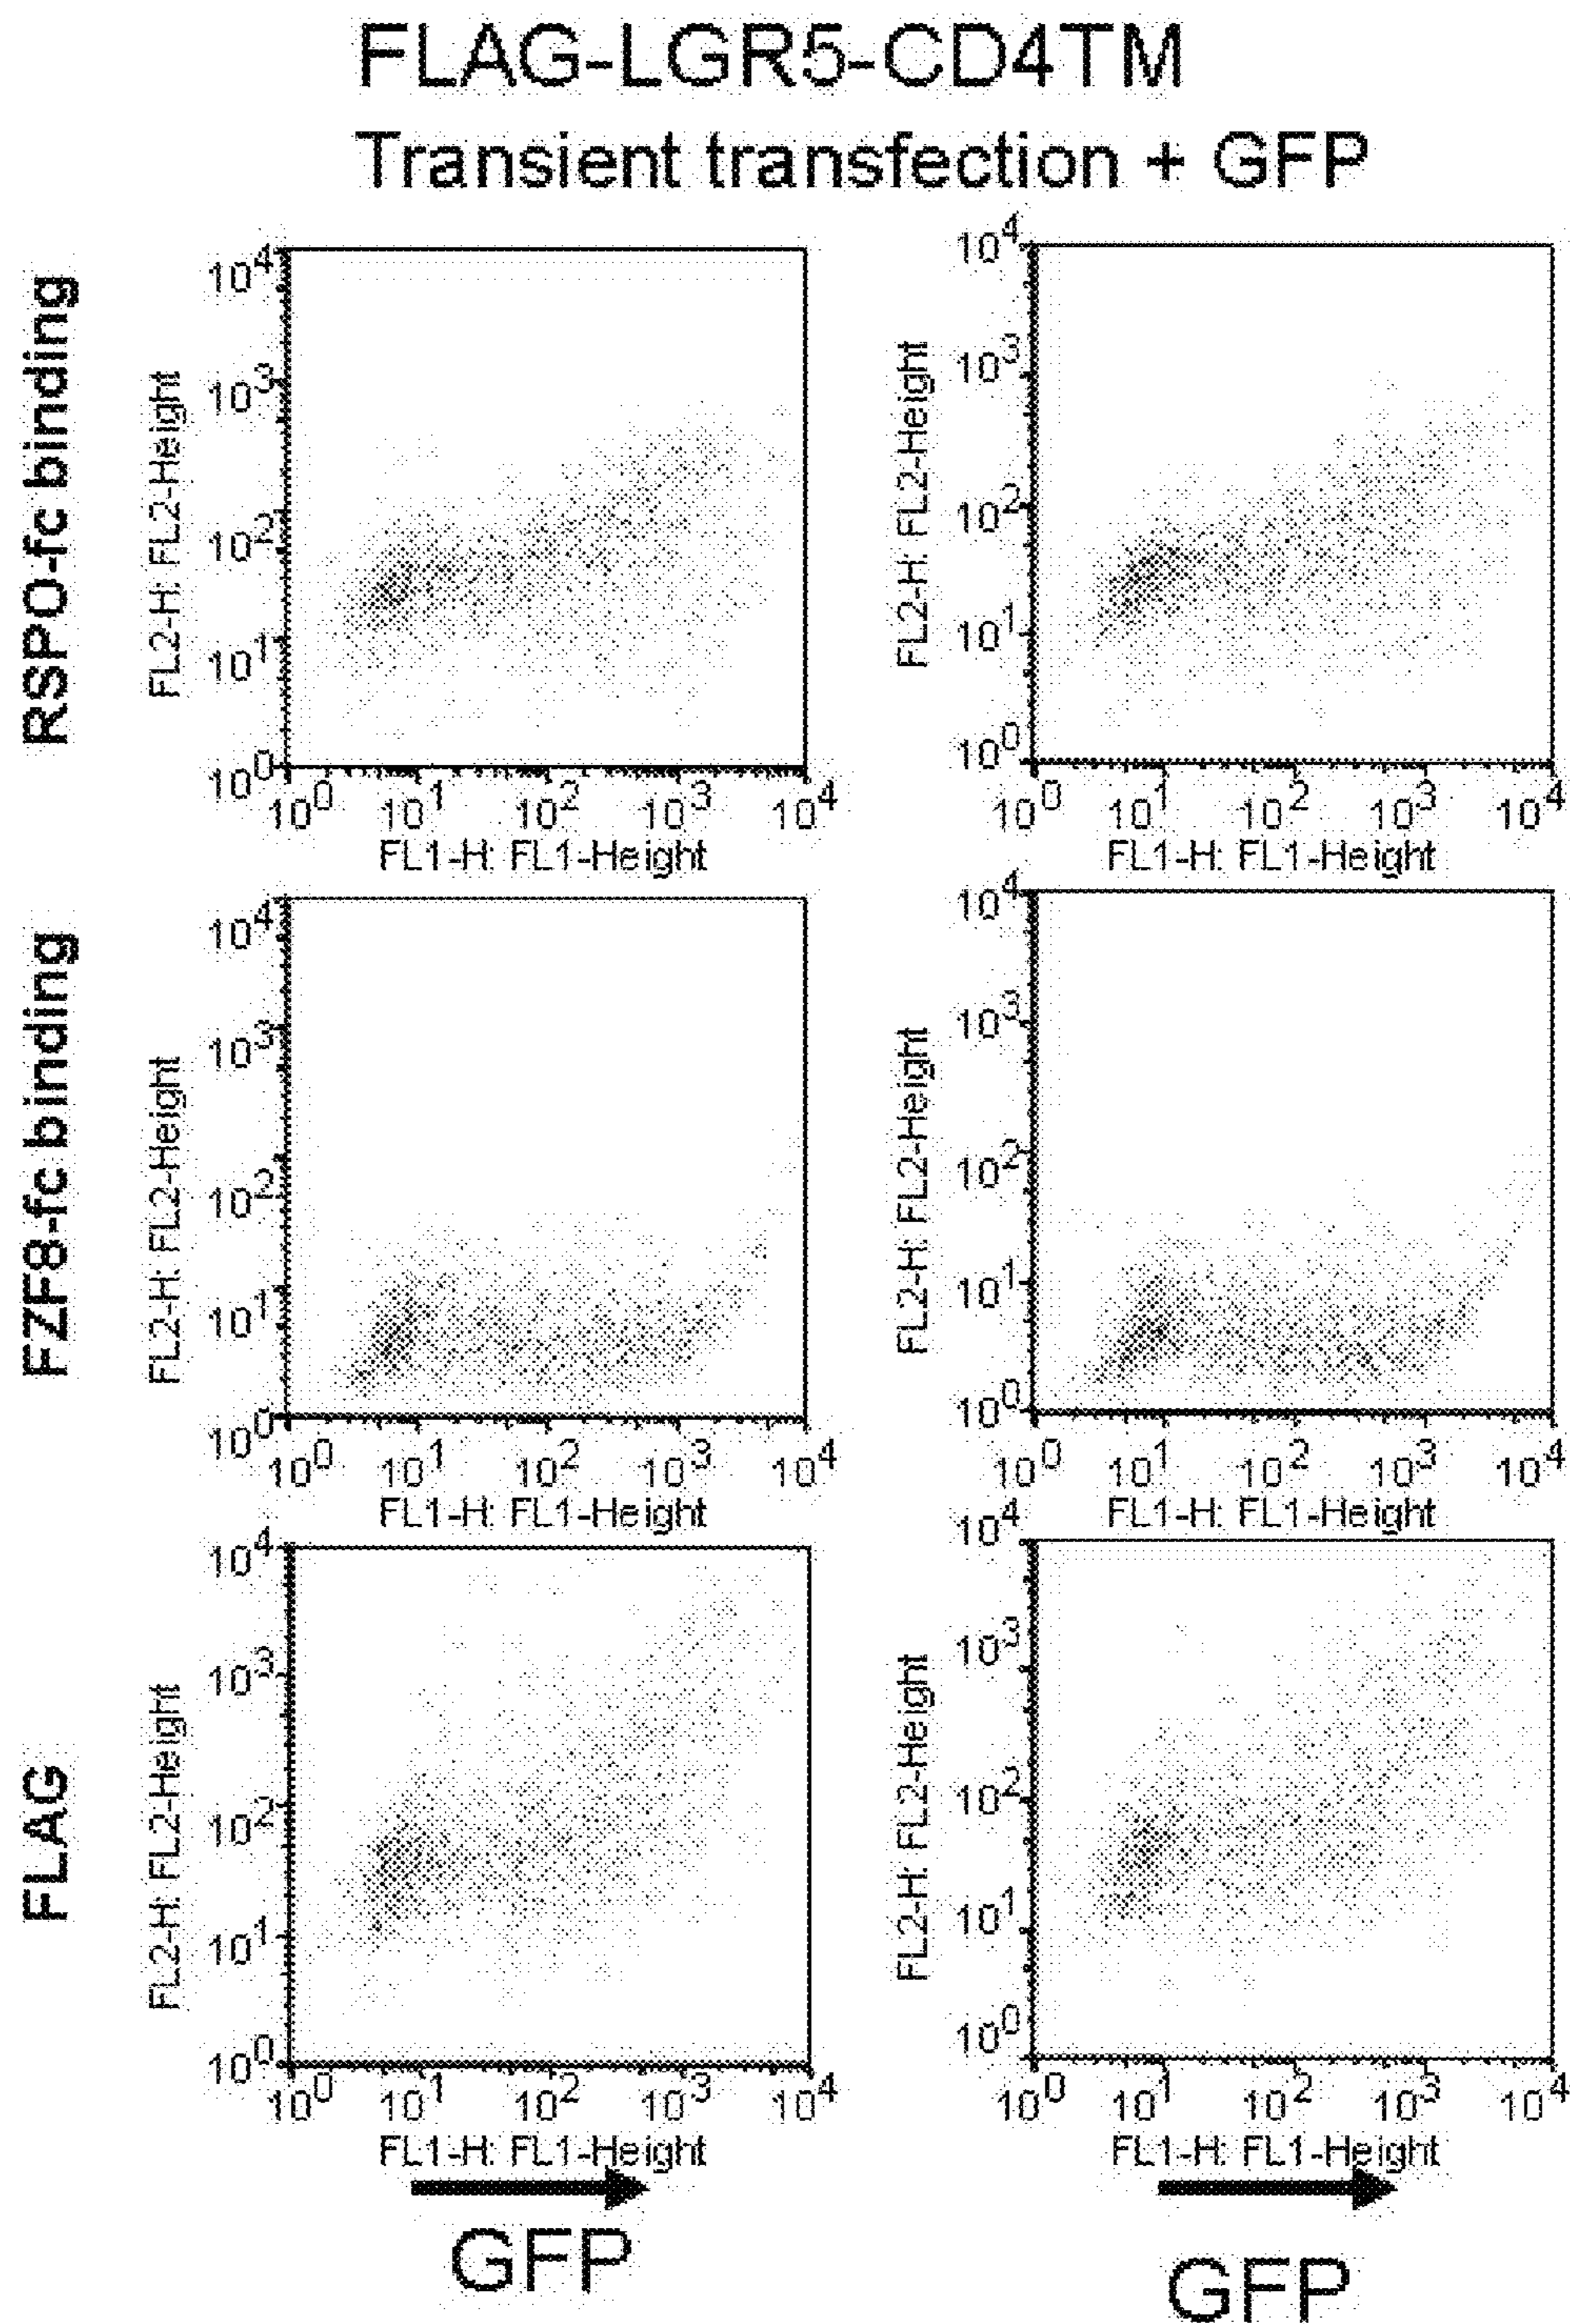 FLAG-LGR5-CD4TM
Transient transfection + GFP
RSPO-fc binding
FL2-H: FL2-Height
10^4
10^3
10^2
10^1
10^0
10^0 10^1 10^2 10^3 10^4
FL1-H: FL1-Height
FL2-H: FL2-Height
10^4
10^3
10^2
10^1
10^0
10^0 10^1 10^2 10^3 10^4
FL1-H: FL1-Height
FZF8-fc binding
FL2-H: FL2-Height
10^4
10^3
10^2
10^1
10^0
10^0 10^1 10^2 10^3 10^4
FL1-H: FL1-Height
FL2-H: FL2-Height
10^4
10^3
10^2
10^1
10^0
10^0 10^1 10^2 10^3 10^4
FL1-H: FL1-Height
FLAG
FL2-H: FL2-Height
10^4
10^3
10^2
10^1
10^0
10^0 10^1 10^2 10^3 10^4
FL1-H: FL1-Height
GFP
FL2-H: FL2-Height
10^4
10^3
10^2
10^1
10^0
10^0 10^1 10^2 10^3 10^4
FL1-H: FL1-Height
GFP